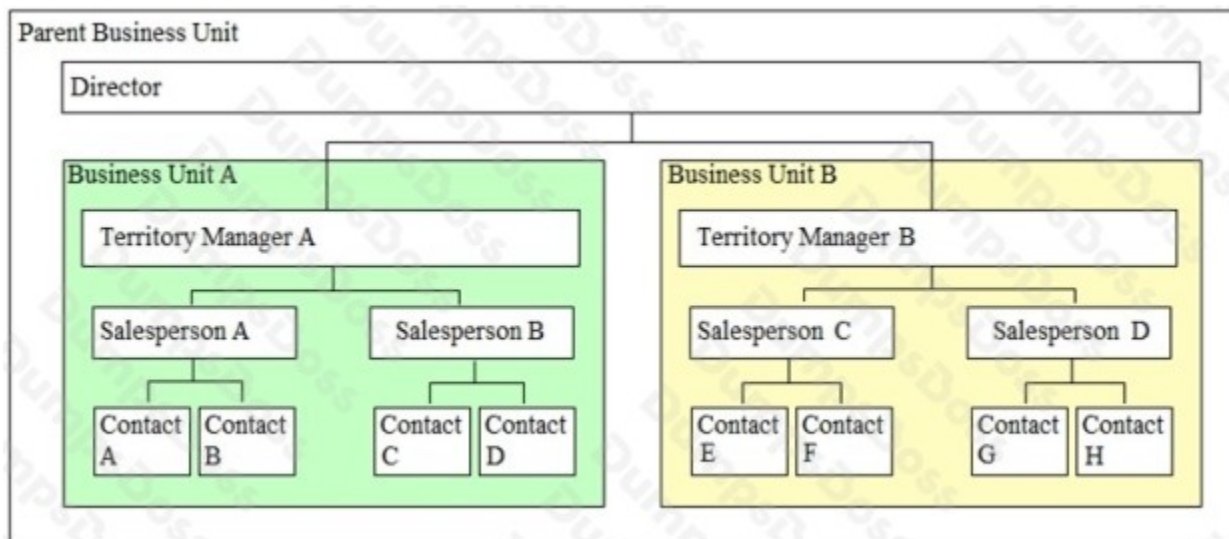 Parent Business Unit
Director
Business Unit A
Business Unit B
Territory Manager A
Territory Manager B
Salesperson A
Salesperson B
Salesperson C
Salesperson D
Contact
A
Contact
B
Contact
C
Contact
D
Contact
E
Contact
F
Contact
G
Contact
H
DumpsDoss